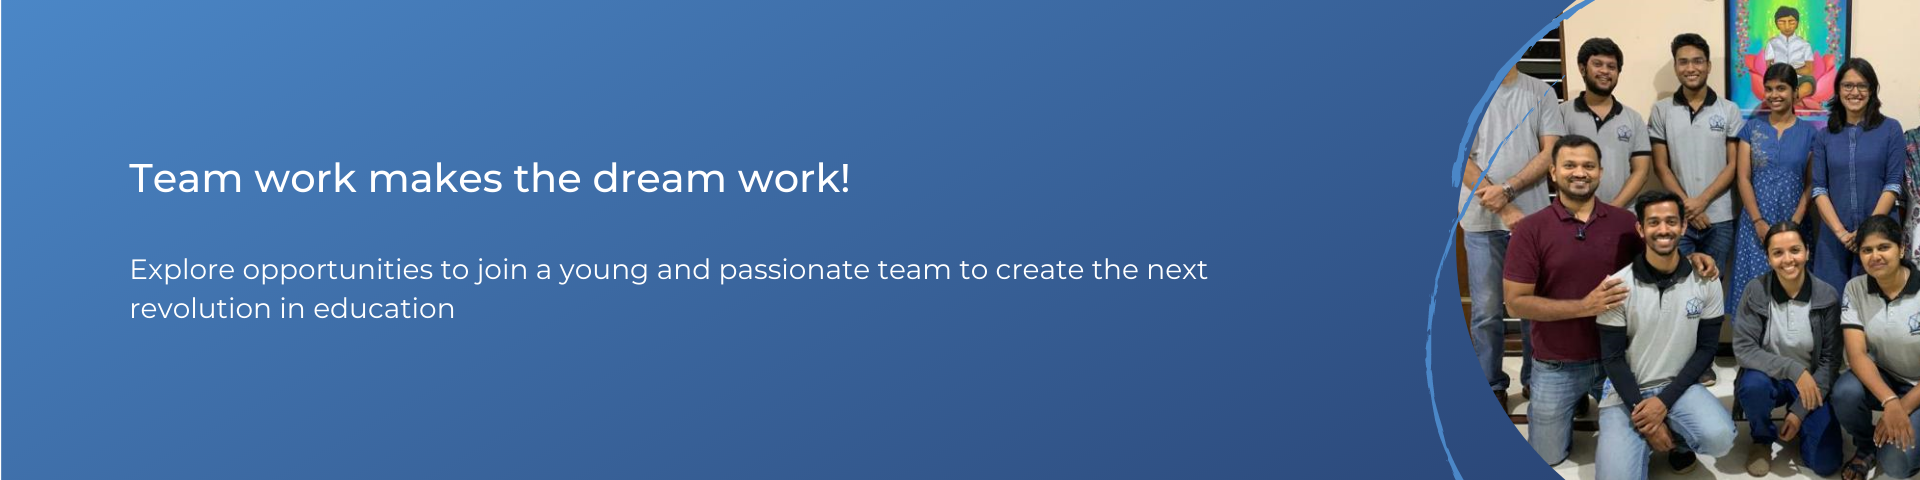 Team work makes the dream work!
Explore opportunities to join a young and passionate team to create the next
revolution in education